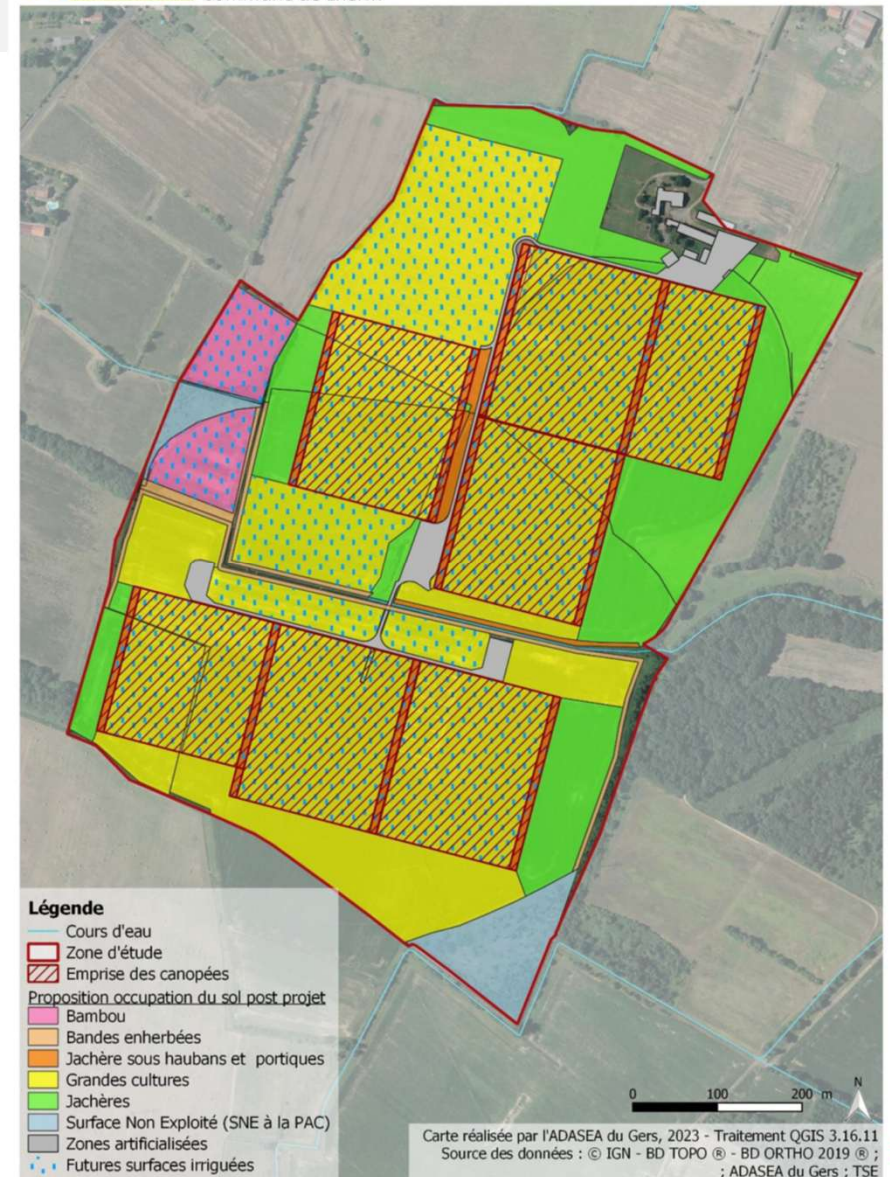 Légende
Cours d'eau
Zone d'étude
Emprise des canopées
Proposition occupation du sol post projet
Bambou
Bandes enherbées
Jachère sous haubans et portiques
Grandes cultures
Jachères
Surface Non Exploité (SNE à la PAC)
Zones artificialisées
Futures surfaces irriguées
0 100 200 m
N
Carte réalisée par l'ADASEA du Gers, 2023 - Traitement QGIS 3.16.11
Source des données : © IGN - BD TOPO ® - BD ORTHO 2019 ® ;
; ADASEA du Gers ; TSE